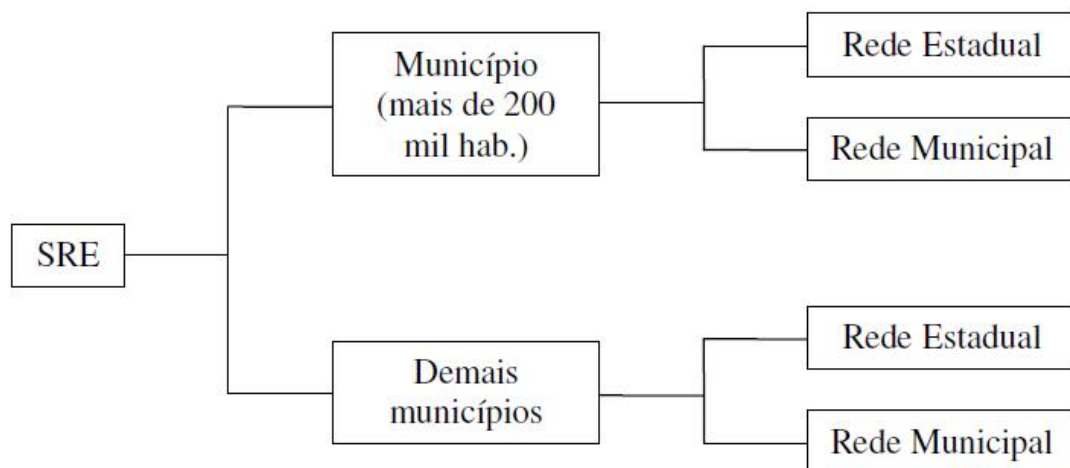 Rede Estadual
Município
(mais de 200
mil hab.)
Rede Municipal
SRE
Rede Estadual
Demais
municípios
Rede Municipal